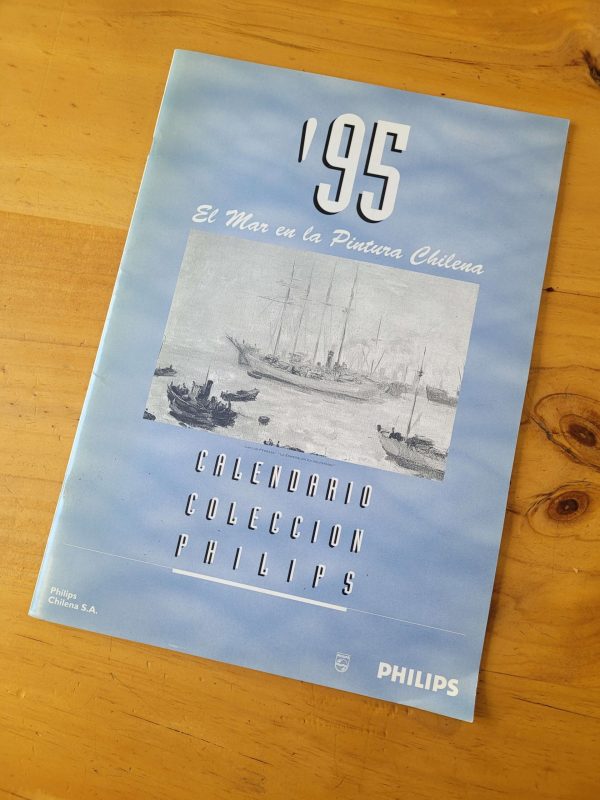 '95
El Mar en la Pintura Chilena
CALENDARIO
COLECCION
PHILIPS
Philips
Chilena S.A.
PHILIPS